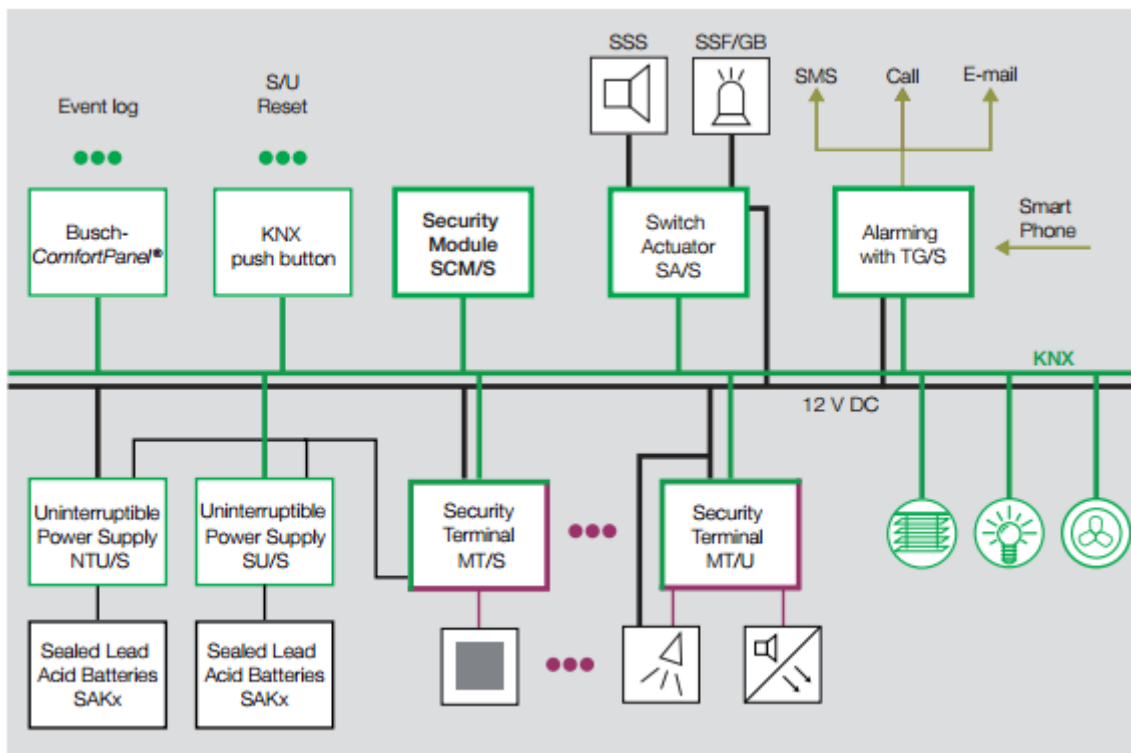 SSS
SSF/GB
SMS
Call
E-mail
Event log
S/U
Reset
Busch-
ComfortPanel®
KNX
push button
Security
Module
SCM/S
Switch
Actuator
SA/S
Alarming
with TG/S
Smart
Phone
KNX
12 V DC
Uninterruptible
Power Supply
NTU/S
Uninterruptible
Power Supply
SU/S
Security
Terminal
MT/S
Security
Terminal
MT/U
Sealed Lead
Acid Batteries
SAKx
Sealed Lead
Acid Batteries
SAKx